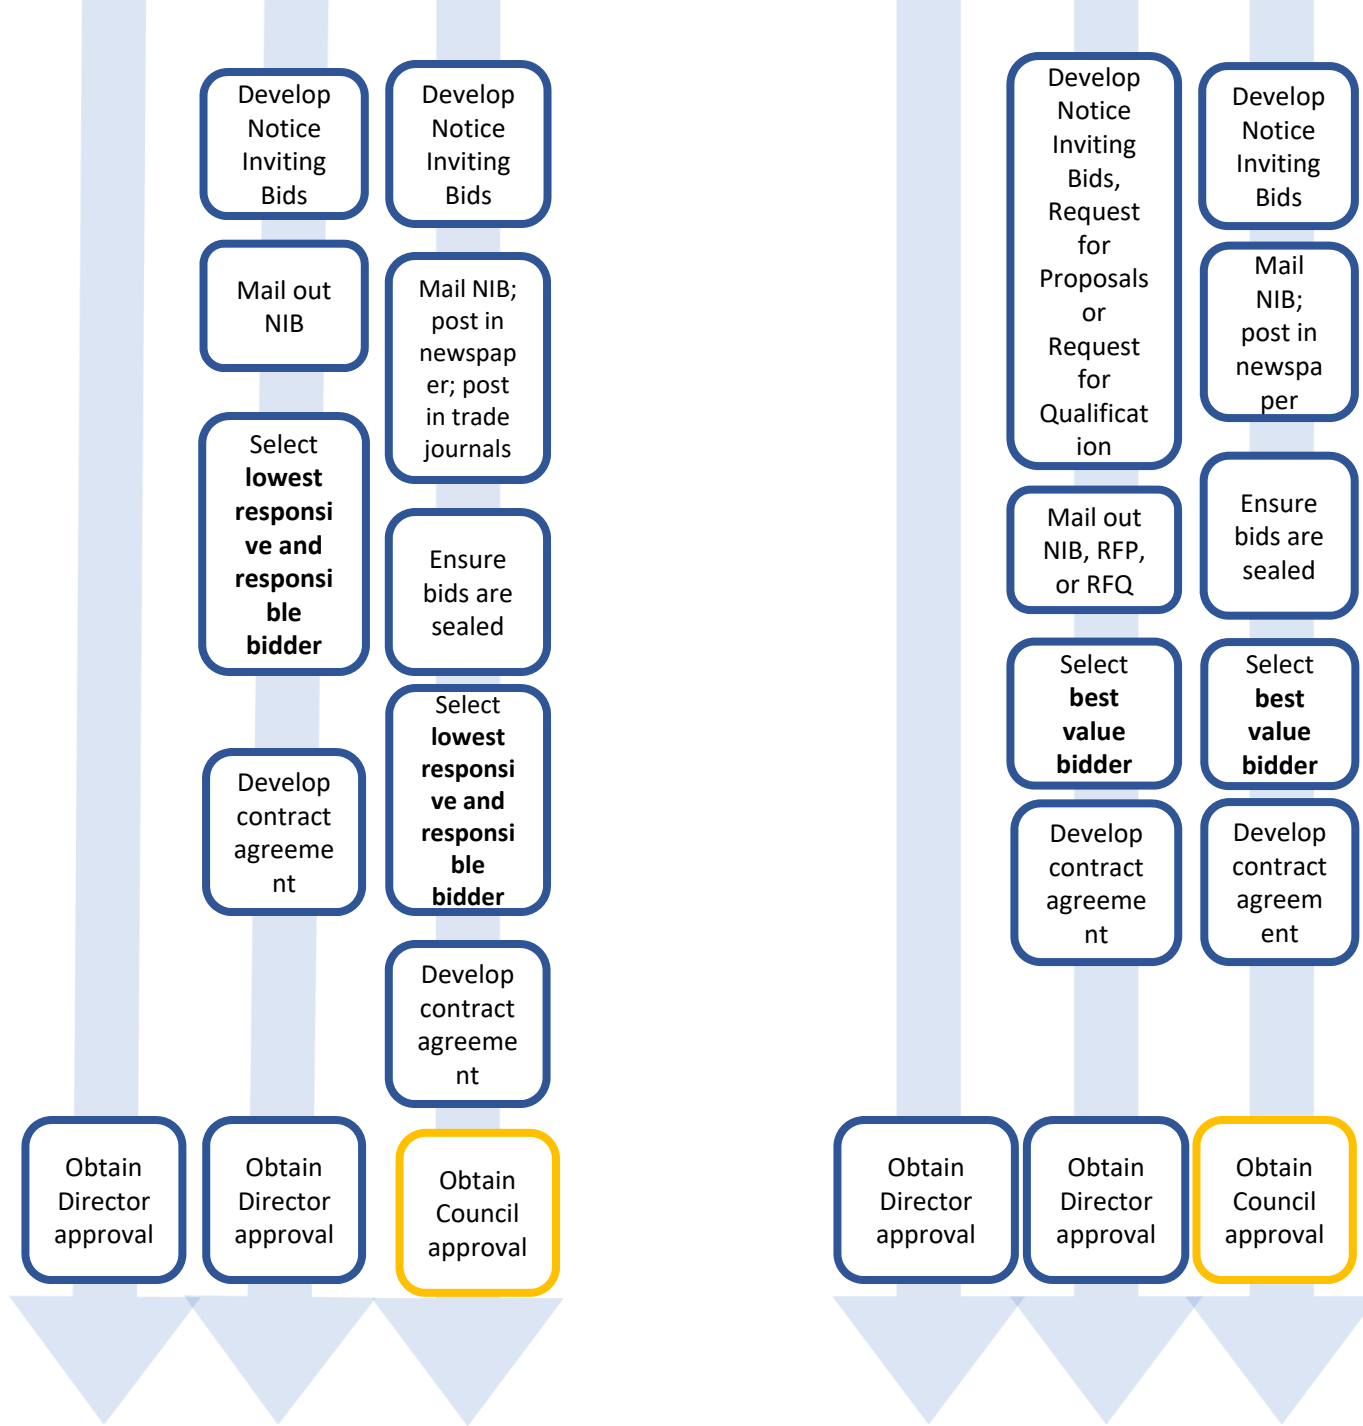 Develop
Notice
Inviting
Bids
Mail out
NIB
Select
lowest
responsi
ve and
responsi
ble
bidder
Develop
contract
agreeme
nt
Develop
Notice
Inviting
Bids
Mail NIB;
post in
newspap
er; post
in trade
journals
Ensure
bids are
sealed
Select
lowest
responsi
ve and
responsi
ble
bidder
Develop
contract
agreeme
nt
Obtain
Director
approval
Obtain
Director
approval
Obtain
Council
approval
Develop
Notice
Inviting
Bids,
Request
for
Proposals
or
Request
for
Qualificat
ion
Mail out
NIB, RFP,
or RFQ
Select
best
value
bidder
Develop
contract
agreeme
nt
Develop
Notice
Inviting
Bids
Mail
NIB;
post in
newspa
per
Ensure
bids are
sealed
Select
best
value
bidder
Develop
contract
agreem
ent
Obtain
Director
approval
Obtain
Director
approval
Obtain
Council
approval